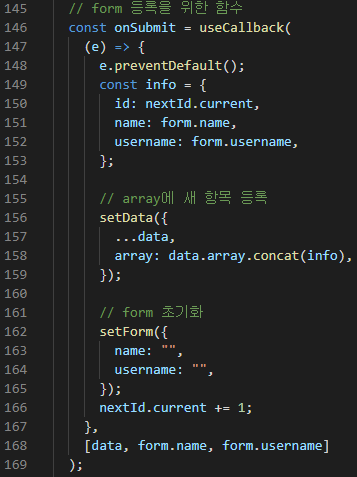 145 // form 등록을 위한 함수
146 const onSubmit = useCallback(
147 (e) => {
148 e.preventDefault();
149 const info = {
150 id: nextId.current,
151 name: form.name,
152 username: form.username,
153 };
154
155 // array에 새 항목 등록
156 setData({
157 ...data,
158 array: data.array.concat(info),
159 });
160
161 // form 초기화
162 setForm({
163 name: "",
164 username: "",
165 });
166 nextId.current += 1;
167 },
168 [data, form.name, form.username]
169 );